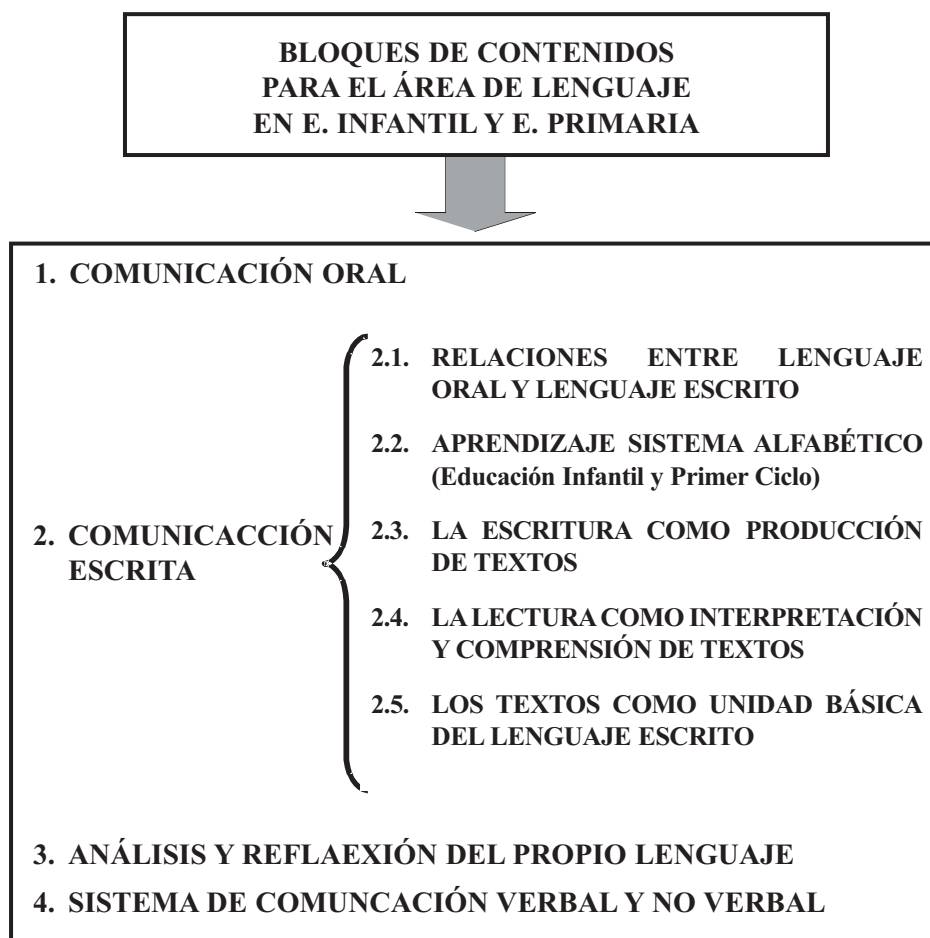 BLOQUES DE CONTENIDOS
PARA EL ÁREA DE LENGUAJE
EN E. INFANTIL Y E. PRIMARIA
1. COMUNICACIÓN ORAL
2. COMUNICACCIÓN
ESCRITA
2.1. RELACIONES ENTRE LENGUAJE
ORAL Y LENGUAJE ESCRITO
2.2. APRENDIZAJE SISTEMA ALFABÉTICO
(Educación Infantil y Primer Ciclo)
2.3. LA ESCRITURA COMO PRODUCCIÓN
DE TEXTOS
2.4. LA LECTURA COMO INTERPRETACIÓN
Y COMPRENSIÓN DE TEXTOS
2.5. LOS TEXTOS COMO UNIDAD BÁSICA
DEL LENGUAJE ESCRITO
3. ANÁLISIS Y REFLAEXIÓN DEL PROPIO LENGUAJE
4. SISTEMA DE COMUNCACIÓN VERBAL Y NO VERBAL